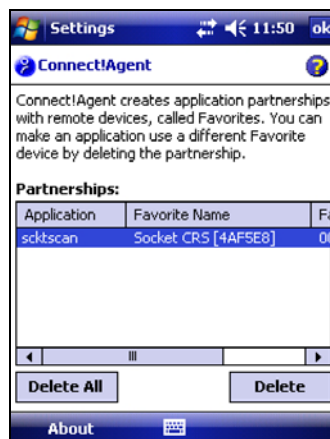 Settings 11:50 ok
Connect!Agent
Connect!Agent creates application partnerships
with remote devices, called Favorites. You can
make an application use a different Favorite
device by deleting the partnership.
Partnerships:
Application Favorite Name
scktscan Socket CRS [4AF5E8]
Delete All Delete
About